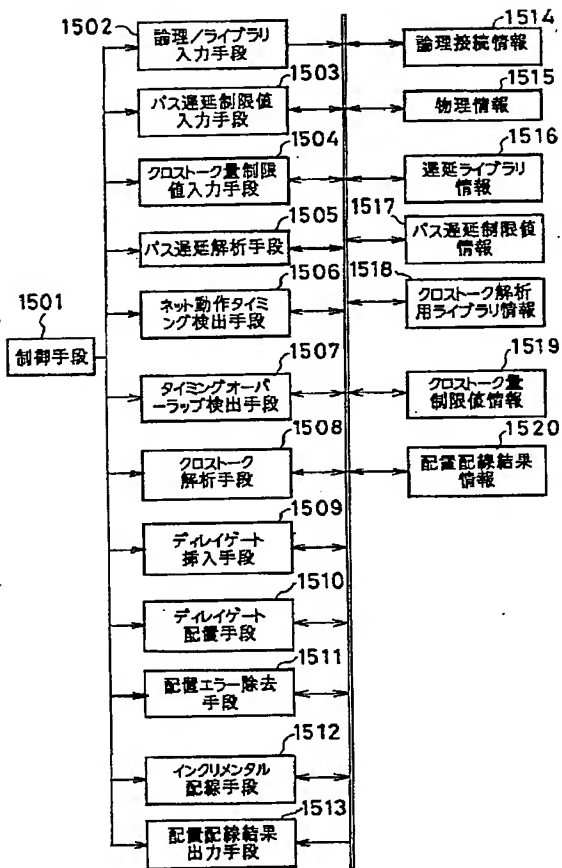 1501
制御手段
1502
論理／ライブラリ
入力手段
1503
パス遅延制限値
入力手段
1504
クロストーク量制限
値入力手段
1505
パス遅延解析手段
1506
ネット動作タイミ
ング検出手段
1507
タイミングオーバ
ーラップ検出手段
1508
クロストーク
解析手段
1509
ディレイゲート
挿入手段
1510
ディレイゲート
配置手段
1511
配置エラー除去
手段
1512
インクリメンタル
配線手段
1513
配置配線結果
出力手段
1514
論理接続情報
1515
物理情報
1516
遅延ライブラリ
情報
1517
パス遅延制限値
情報
1518
クロストーク解析
用ライブラリ情報
1519
クロストーク量
制限値情報
1520
配置配線結果
情報